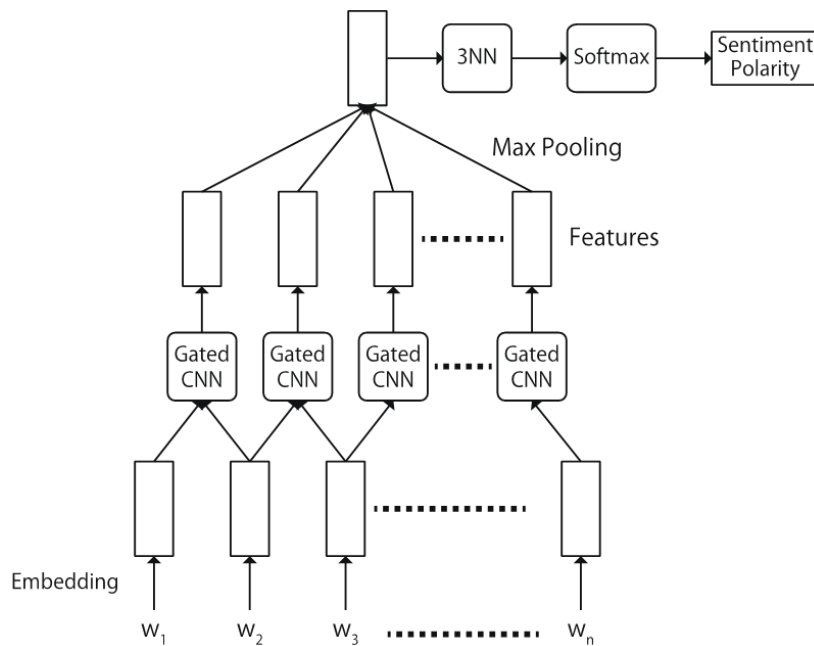 3NN
Softmax
Sentiment
Polarity
Max Pooling
Features
Gated
CNN
Gated
CNN
Gated
CNN
Gated
CNN
Embedding
w1
w2
w3
wn